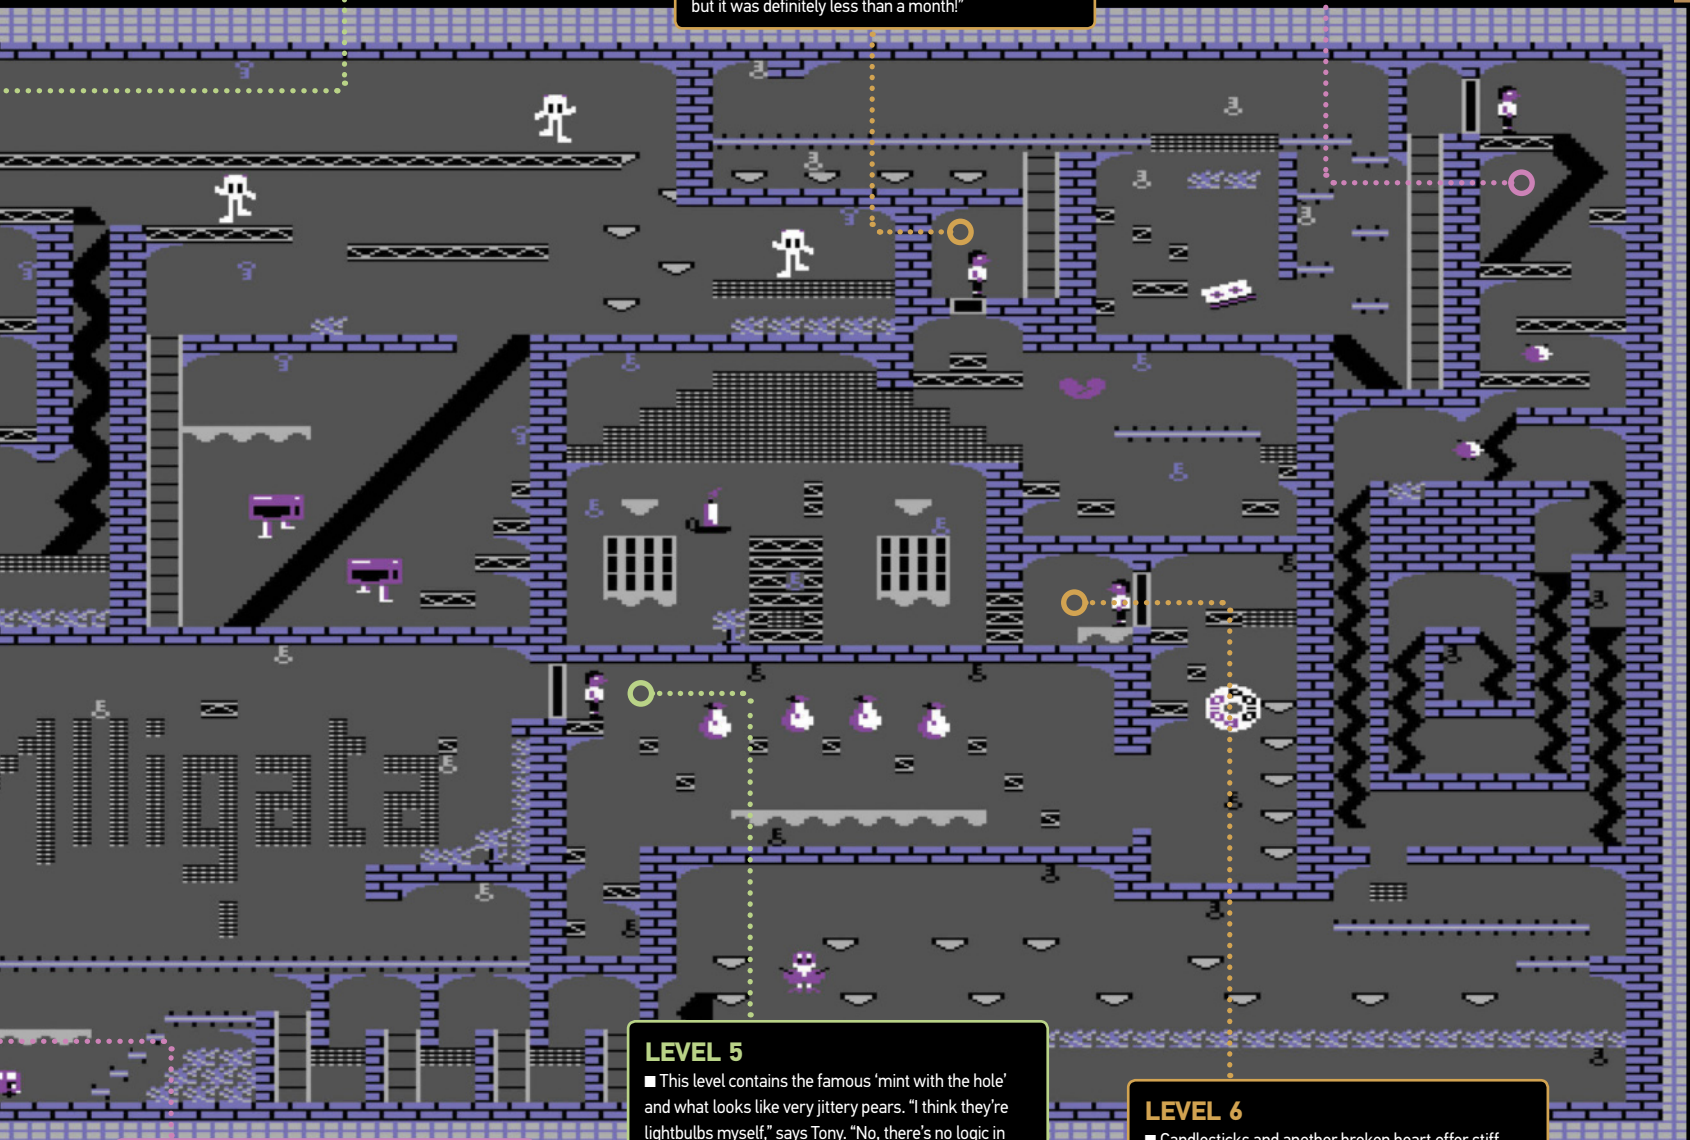 but it was definitely less than a month!”
lligata
LEVEL 5
■ This level contains the famous ‘mint with the hole’
and what looks like very jittery pears. “I think they’re
lightbulbs myself,” says Tony. “No, there’s no logic in
LEVEL 6
■ Candlesticks and another broken heart offer stiff